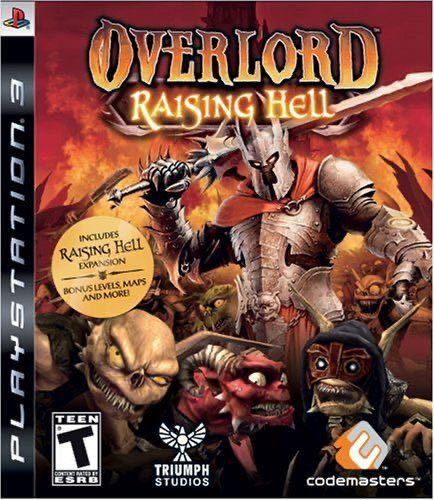 PLAYSTATION 3
OVERLORD
RAISING HELL
INCLUDES
RAISING HELL
EXPANSION
BONUS LEVELS, MAPS
AND MORE!
TEEN
T
CONTENT RATED BY
ESRB
TRIUMPH
STUDIOS
codemasters